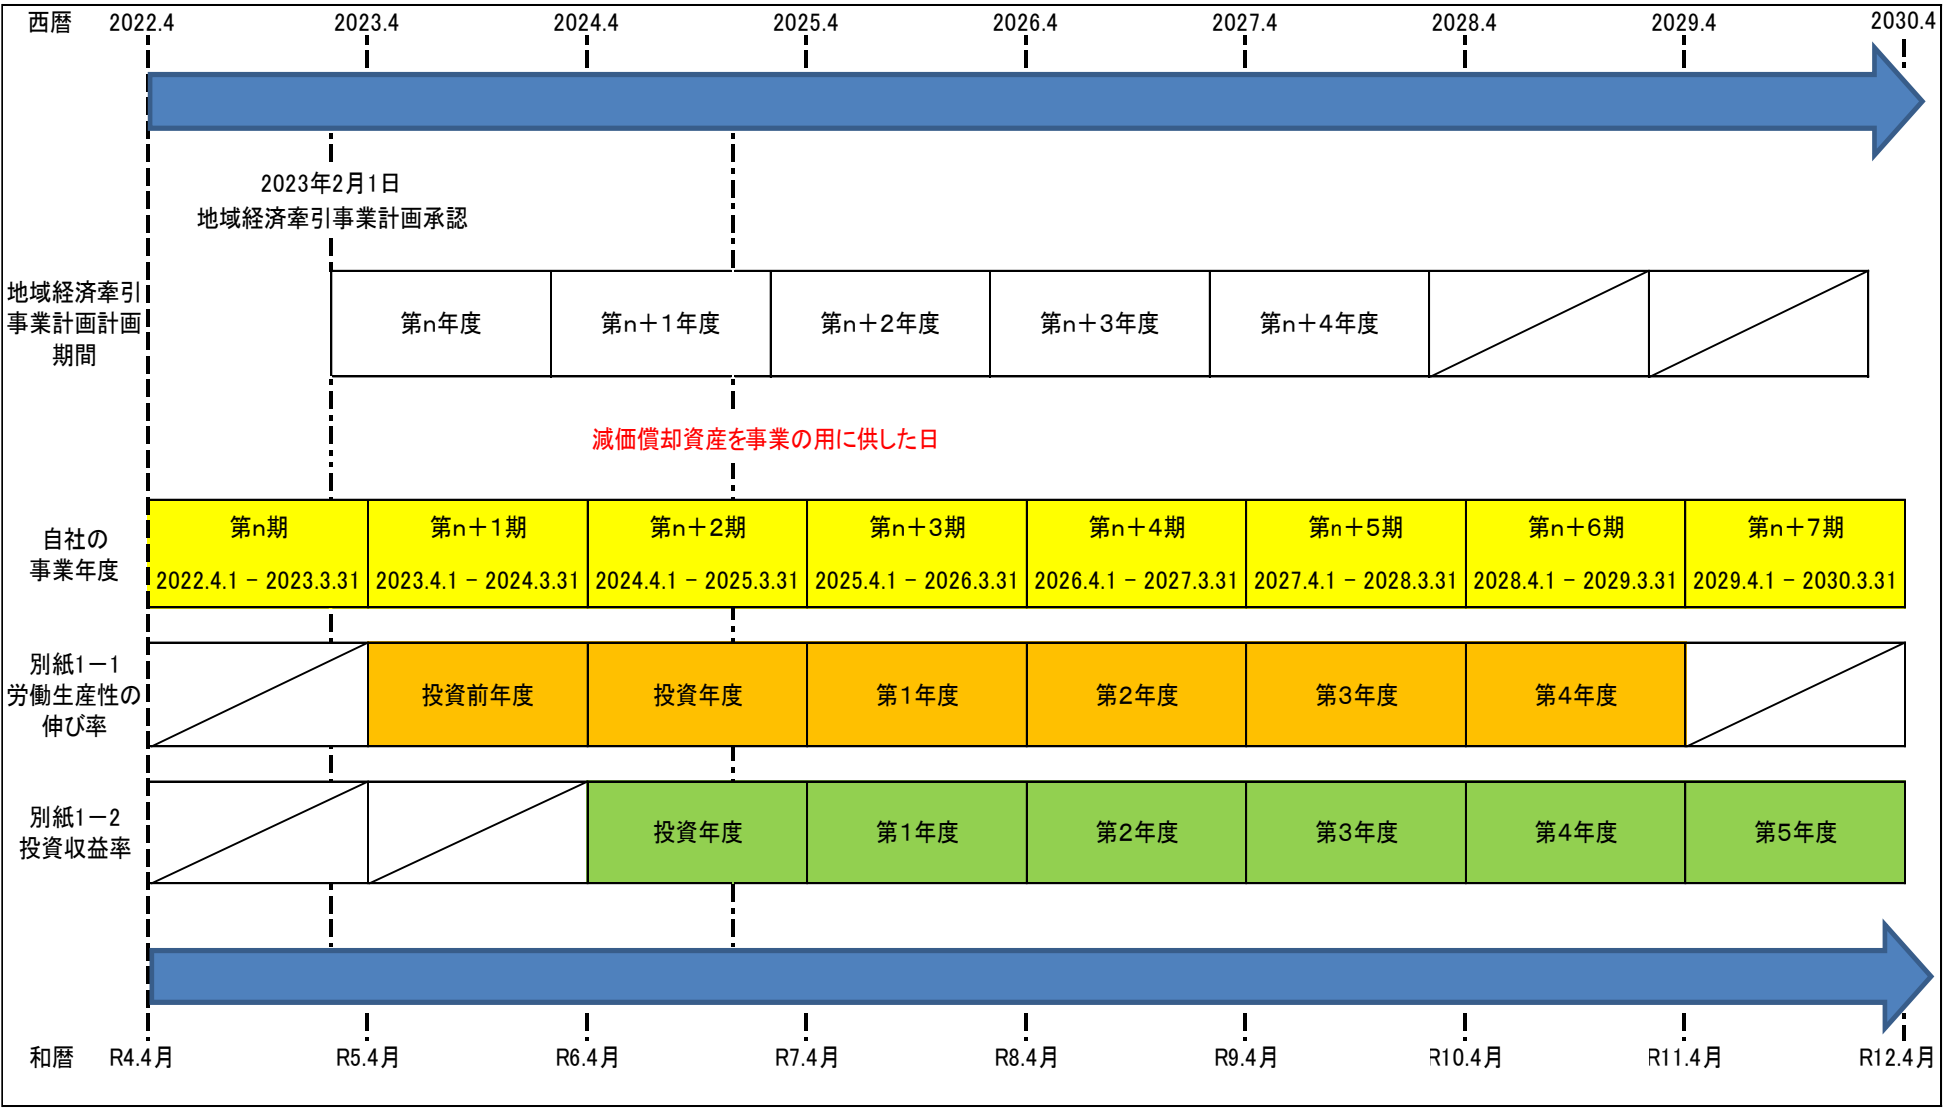 西暦 2022.4 2023.4 2024.4 2025.4 2026.4 2027.4 2028.4 2029.4 2030.4
2023年2月1日
地域経済牽引事業計画承認
地域経済牽引
事業計画計画
期間
第n年度 第n＋1年度 第n＋2年度 第n＋3年度 第n＋4年度
減価償却資産を事業の用に供した日
自社の
事業年度
第n期 第n＋1期 第n＋2期 第n＋3期 第n＋4期 第n＋5期 第n＋6期 第n＋7期
2022.4.1 － 2023.3.31 2023.4.1 － 2024.3.31 2024.4.1 － 2025.3.31 2025.4.1 － 2026.3.31 2026.4.1 － 2027.3.31 2027.4.1 － 2028.3.31 2028.4.1 － 2029.3.31 2029.4.1 － 2030.3.31
別紙1－1
労働生産性の
伸び率
投資前年度 投資年度 第1年度 第2年度 第3年度 第4年度
別紙1－2
投資収益率
投資年度 第1年度 第2年度 第3年度 第4年度 第5年度
和暦 R4.4月 R5.4月 R6.4月 R7.4月 R8.4月 R9.4月 R10.4月 R11.4月 R12.4月